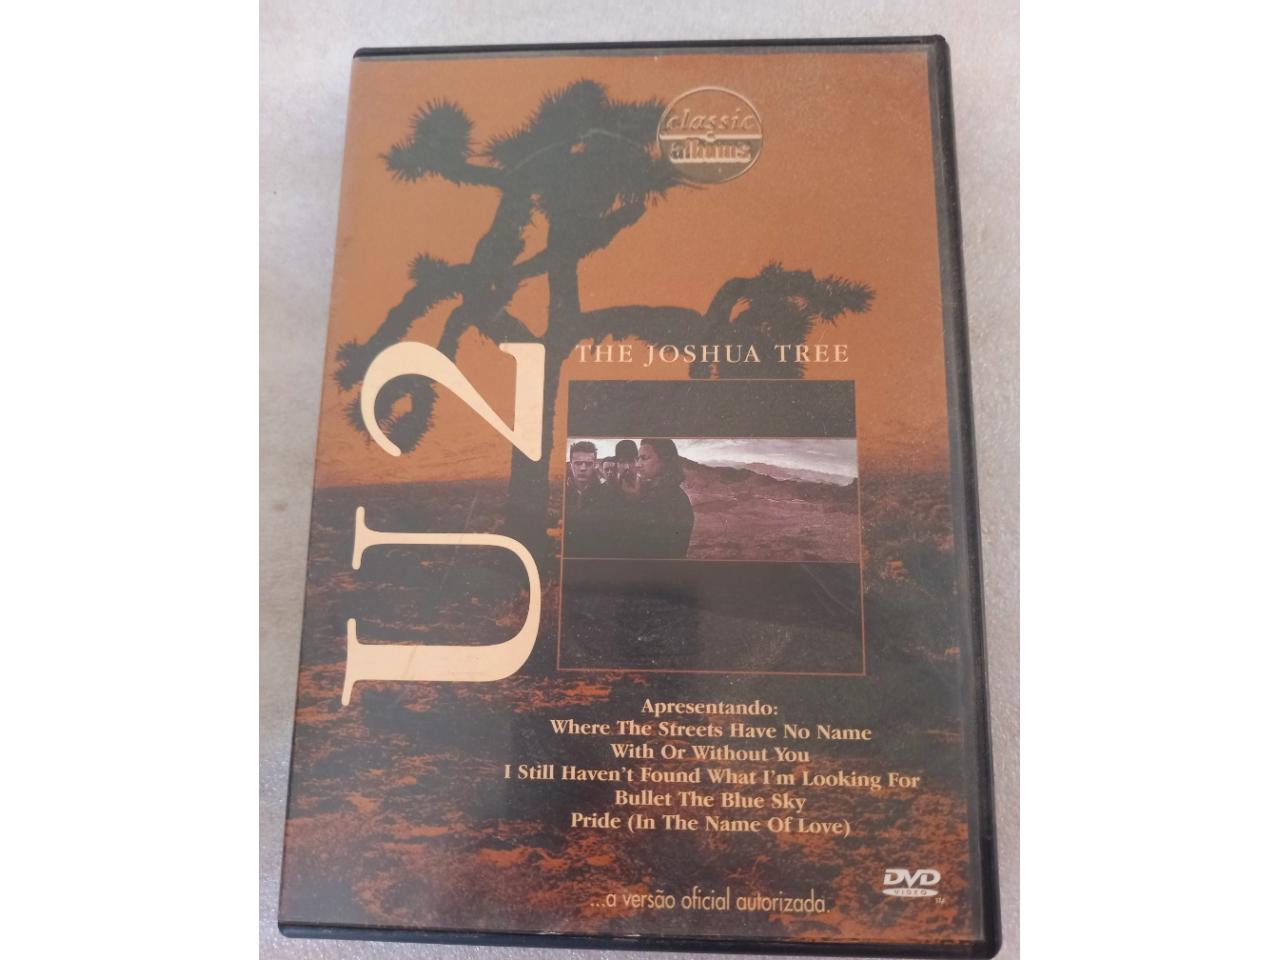 classic
albums
U2
THE JOSHUA TREE
Apresentando:
Where The Streets Have No Name
With Or Without You
I Still Haven't Found What I'm Looking For
Bullet The Blue Sky
Pride (In The Name Of Love)
DVD
VIDEO
TM
...a versão oficial autorizada.